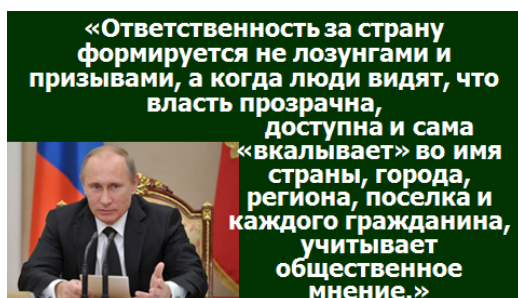 «Ответственность за страну
формируется не лозунгами и
призывами, а когда люди видят, что
власть прозрачна,
доступна и сама
«вкалывает» во имя
страны, города,
региона, поселка и
каждого гражданина,
учитывает
общественное
мнение.»